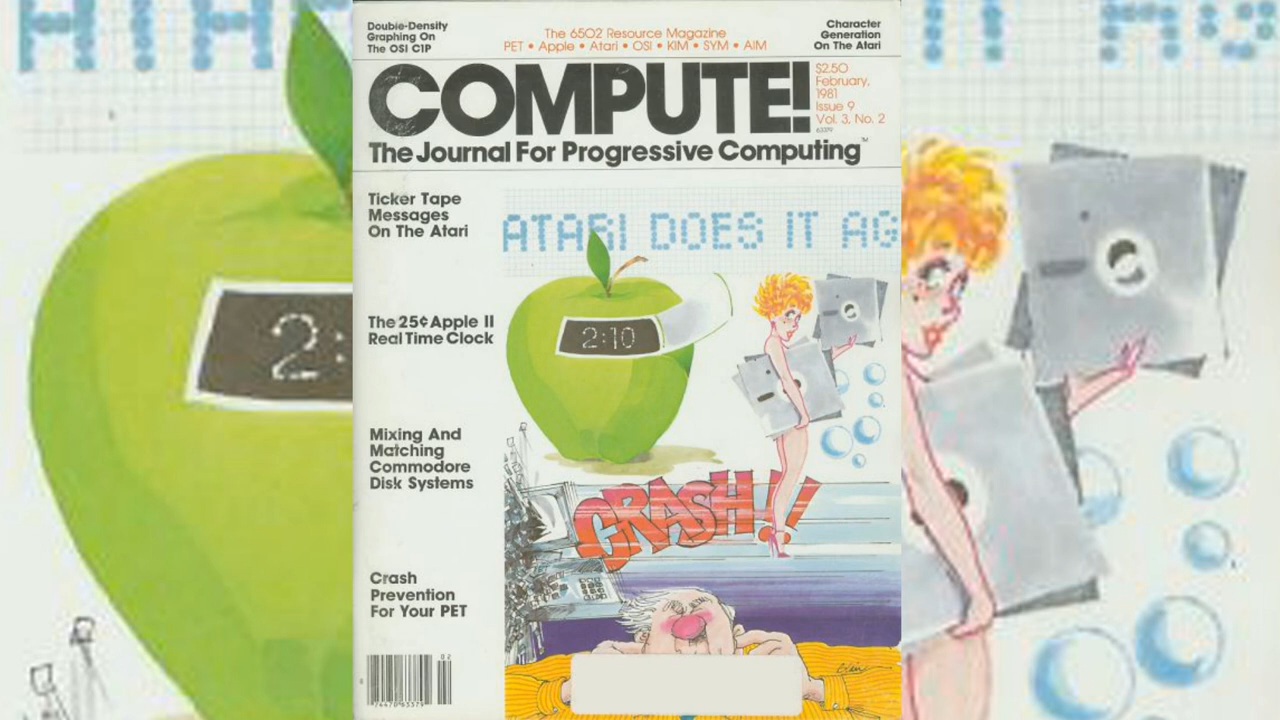 Double-Density
Graphing On
The OSI C1P
The 6502 Resource Magazine
PET • Apple • Atari • OSI • KIM • SYM • AIM
Character
Generation
On The Atari
COMPUTE!
$2.50
February,
1981
Issue 9
Vol. 3, No. 2
63379
The Journal For Progressive Computing™
Ticker Tape
Messages
On The Atari
ATARI DOES IT AG
The 25¢ Apple II
Real Time Clock
2:10
Mixing And
Matching
Commodore
Disk Systems
CRASH!!
Crash
Prevention
For Your PET
02